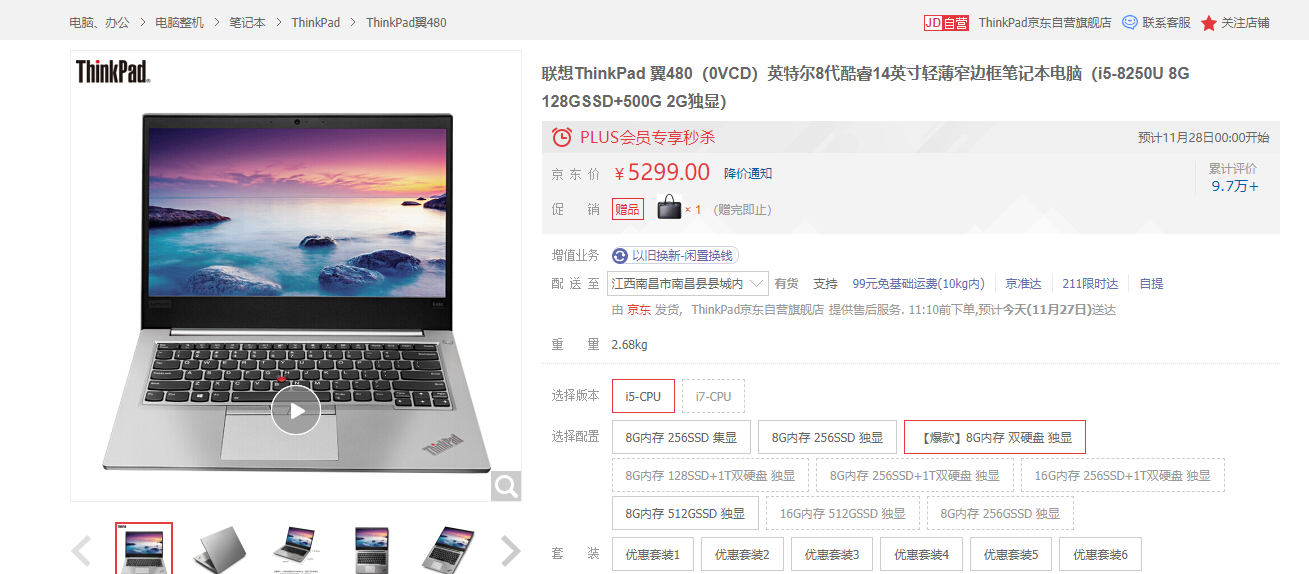 电脑、办公 > 电脑整机 > 笔记本 > ThinkPad > ThinkPad翼480
JD 自营 ThinkPad京东自营旗舰店 联系客服 关注店铺
ThinkPad
联想ThinkPad 翼480（0VCD）英特尔8代酷睿14英寸轻薄窄边框笔记本电脑（i5-8250U 8G
128GSSD+500G 2G独显）
PLUS会员专享秒杀 预计11月28日00:00开始
京东价 ￥5299.00 降价通知 累计评价
9.7万+
促销 赠品 × 1 （赠完即止）
增值业务 以旧换新-闲置换钱
配送至 江西南昌市南昌县县城内 有货 支持 99元免基础运费(10kg内) 京准达 211限时达 自提
由 京东 发货, ThinkPad京东自营旗舰店 提供售后服务. 11:10前下单,预计今天(11月27日)送达
重量 2.68kg
选择版本 i5-CPU i7-CPU
选择配置 8G内存 256SSD 集显 8G内存 256SSD 独显 【爆款】8G内存 双硬盘 独显
8G内存 128SSD+1T双硬盘 独显 8G内存 256SSD+1T双硬盘 独显 16G内存 256SSD+1T双硬盘 独显
8G内存 512GSSD 独显 16G内存 512GSSD 独显 8G内存 256GSSD 独显
套装 优惠套装1 优惠套装2 优惠套装3 优惠套装4 优惠套装5 优惠套装6
ThinkPad